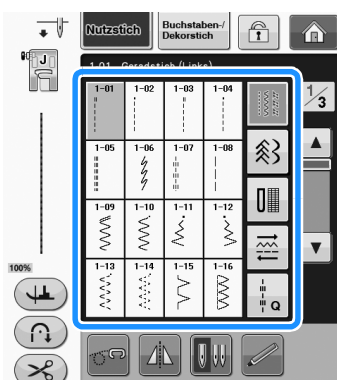 Nutzstich
Buchstaben-/
Dekorstich
J
1-01 Geradstich (Links)
1-01 1-02 1-03 1-04
1/3
1-05 1-06 1-07 1-08
1-09 1-10 1-11 1-12
100%
1-13 1-14 1-15 1-16
Q